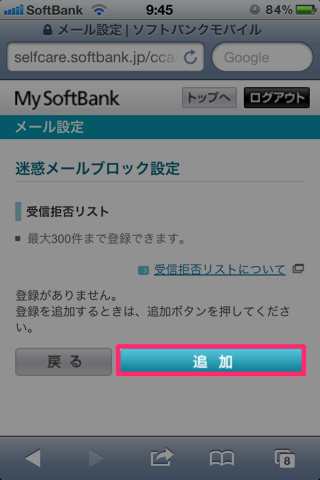 SoftBank 9:45 84%
メール設定 | ソフトバンクモバイル
selfcare.softbank.jp/cca/ Google
My SoftBank トップへ ログアウト
メール設定
迷惑メールブロック設定
受信拒否リスト
■ 最大300件まで登録できます。
受信拒否リストについて
登録がありません。
登録を追加するときは、追加ボタンを押してくださ
い。
戻る 追加
8